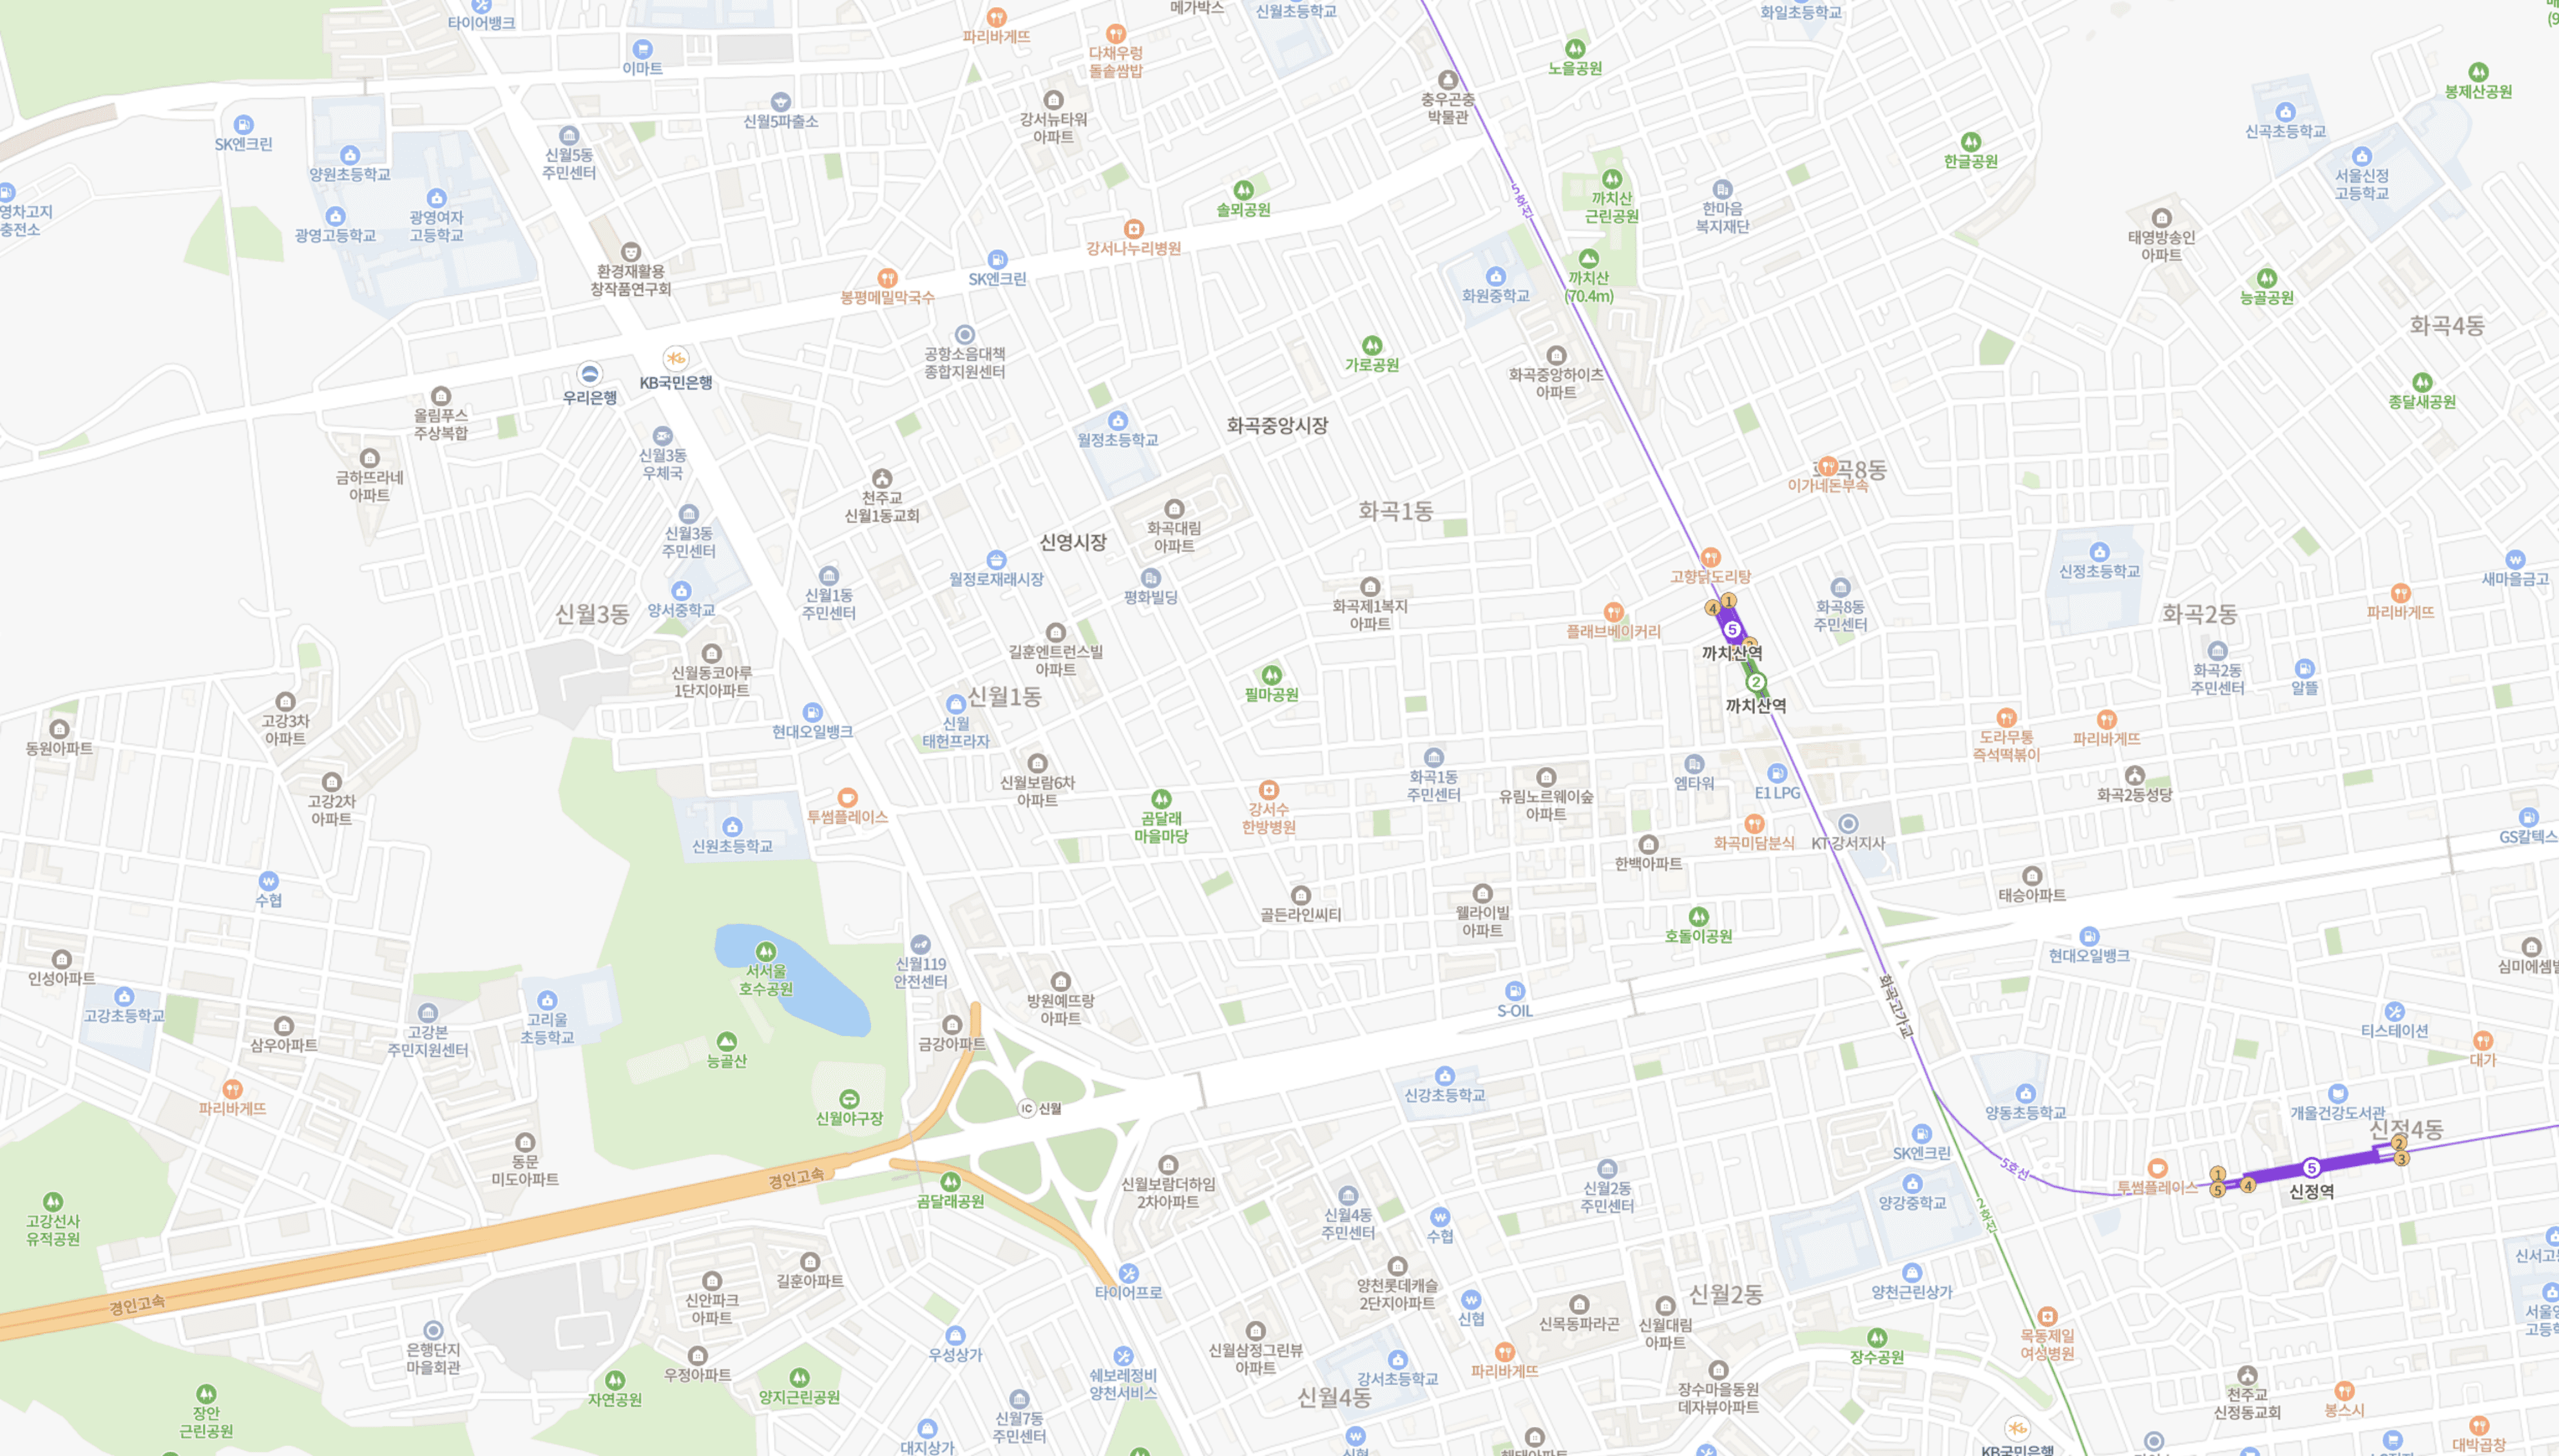 타이어뱅크
이마트
파리바게뜨
다채우렁
돌솥쌈밥
메가박스
신월초등학교
화일초등학교
노을공원
충우곤충
박물관
봉제산공원
SK엔크린
양원초등학교
광영고등학교
광영여자
고등학교
신월5동
주민센터
신월5파출소
강서뉴타워
아파트
솔뫼공원
강서나누리병원
5호선
까치산
근린공원
한마음
복지재단
한글공원
신곡초등학교
서울신정
고등학교
태영방송인
아파트
능골공원
화곡4동
종달새공원
영차고지
충전소
환경재활용
창작품연구회
봉평메밀막국수
SK엔크린
공항소음대책
종합지원센터
화원중학교
까치산
(70.4m)
가로공원
화곡중앙하이츠
아파트
우리은행
KB국민은행
올림푸스
주상복합
금하뜨라네
아파트
신월3동
우체국
신월3동
주민센터
양서중학교
신월3동
천주교
신월1동교회
월정초등학교
화곡중앙시장
화곡대림
아파트
신영시장
월정로재래시장
평화빌딩
신월1동
주민센터
화곡1동
화곡8동
이가네돈부속
고향닭도리탕
4
1
5
까치산역
2
까치산역
화곡8동
주민센터
플래브베이커리
화곡제1복지
아파트
신정초등학교
화곡2동
화곡2동
주민센터
알뜰
파리바게뜨
새마을금고
길훈엔트런스빌
아파트
신월동코아루
1단지아파트
신월1동
신월
태헌프라자
현대오일뱅크
필마공원
고강3차
아파트
동원아파트
고강2차
아파트
투썸플레이스
신원초등학교
신월보람6차
아파트
곰달래
마을마당
강서수
한방병원
화곡1동
주민센터
유림노르웨이숲
아파트
엠타워
E1 LPG
도라무통
즉석떡볶이
파리바게뜨
화곡2동성당
화곡미담분식
KT강서지사
한백아파트
GS칼텍스
태승아파트
수협
골든라인씨티
웰라이빌
아파트
호돌이공원
현대오일뱅크
서서울
호수공원
신월119
안전센터
방원예뜨랑
아파트
인성아파트
고강초등학교
삼우아파트
고강본
주민지원센터
고리울
초등학교
능골산
금강아파트
S-OIL
화곡고가교
티스테이션
대가
파리바게뜨
신월야구장
IC 신월
신강초등학교
양동초등학교
개울건강도서관
신정4동
SK엔크린
동문
미도아파트
경인고속
곰달래공원
신월보람더하임
2차아파트
신월4동
주민센터
수협
신월2동
주민센터
양강중학교
5호선
투썸플레이스
1
5
4
5
2
3
신정역
2호선
고강선사
유적공원
경인고속
신안파크
아파트
길훈아파트
타이어프로
양천롯데캐슬
2단지아파트
신협
신목동파라곤
신월대림
아파트
신월2동
양천근린상가
목동제일
여성병원
은행단지
마을회관
우정아파트
우성상가
쉐보레정비
양천서비스
신월삼정그린뷰
아파트
강서초등학교
파리바게뜨
장수공원
장안
근린공원
자연공원
양지근린공원
신월7동
주민센터
대지상가
신월4동
장수마을동원
데자뷰아파트
천주교
신정동교회
봉스시
KB국민은행
대박곱창